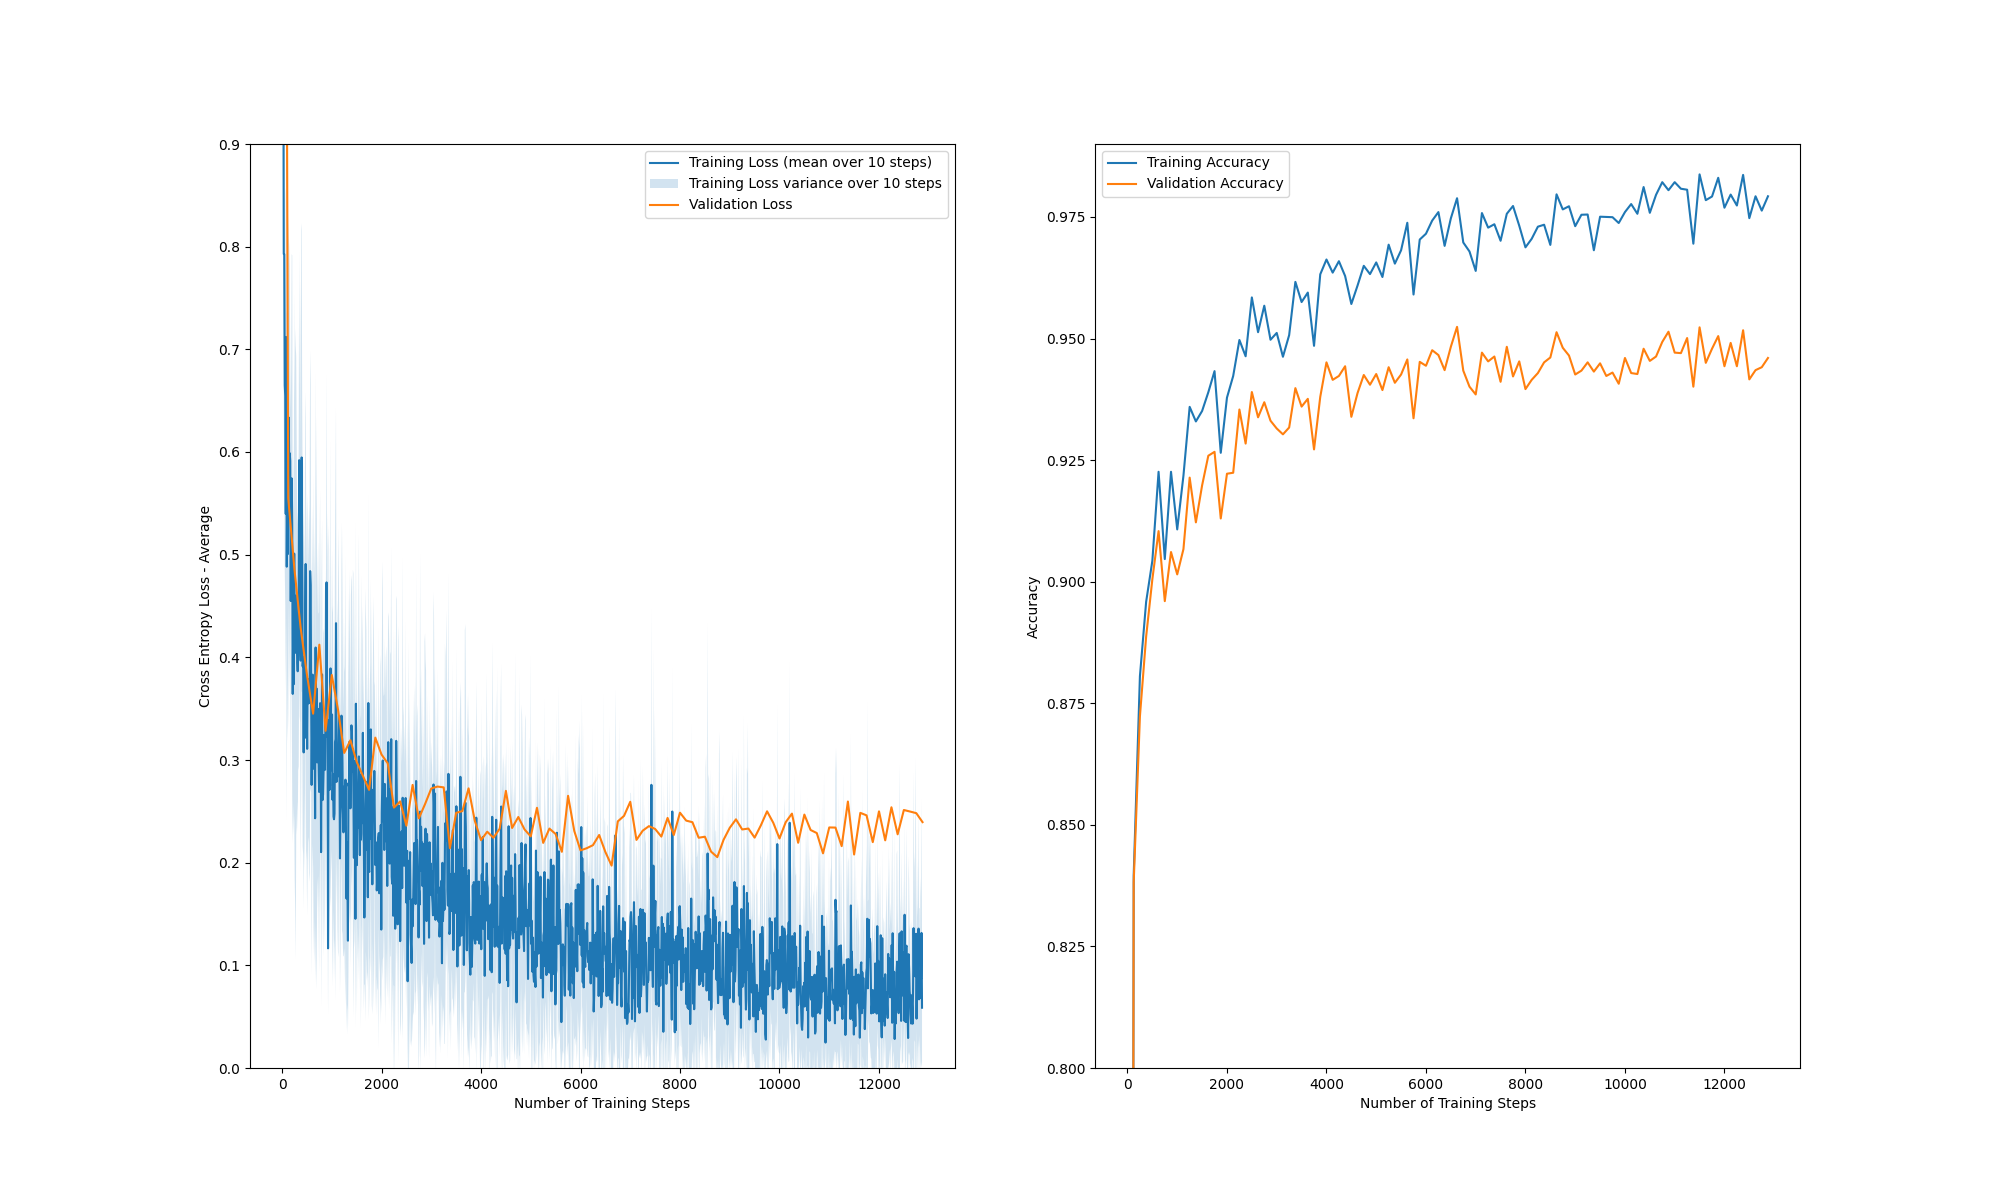 Training Loss (mean over 10 steps)
Training Loss variance over 10 steps
Validation Loss
0.9
0.8
0.7
0.6
0.5
0.4
0.3
0.2
0.1
0.0
Cross Entropy Loss - Average
0 2000 4000 6000 8000 10000 12000
Number of Training Steps
Training Accuracy
Validation Accuracy
0.975
0.950
0.925
0.900
0.875
0.850
0.825
0.800
Accuracy
0 2000 4000 6000 8000 10000 12000
Number of Training Steps